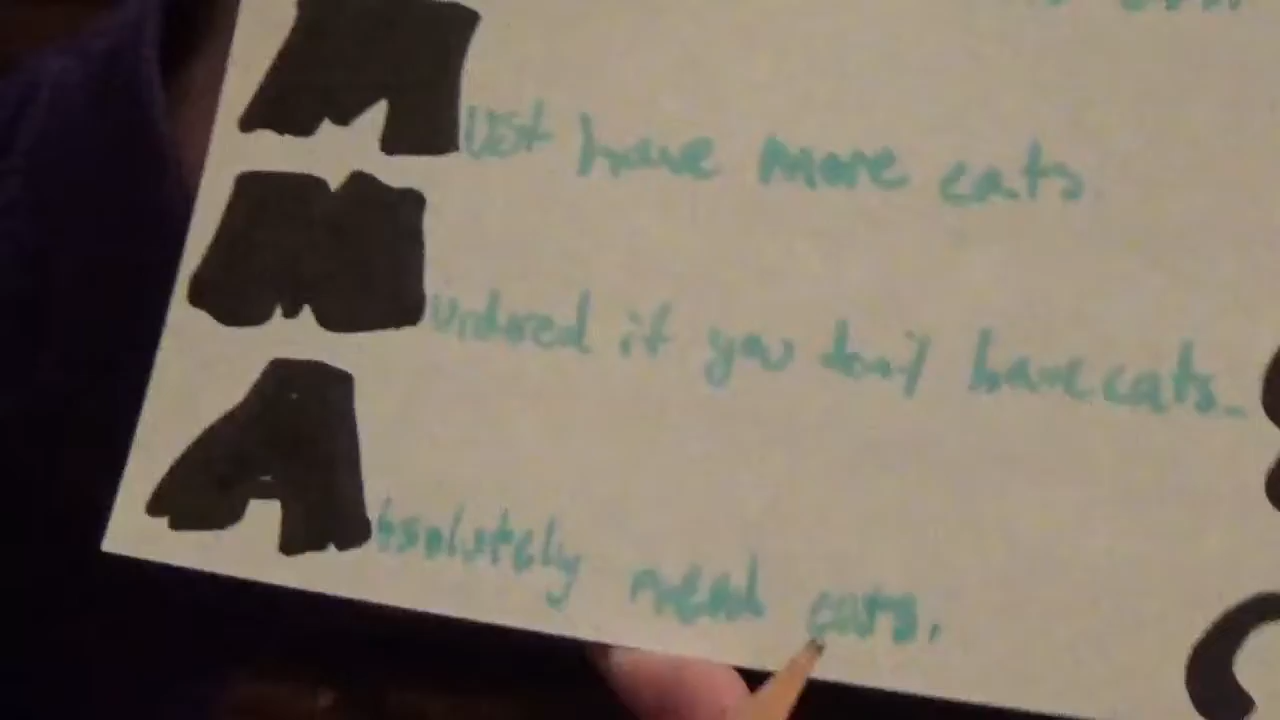 Must have more cats.
Murdered if you don't have cats.
Absolutely need cats.